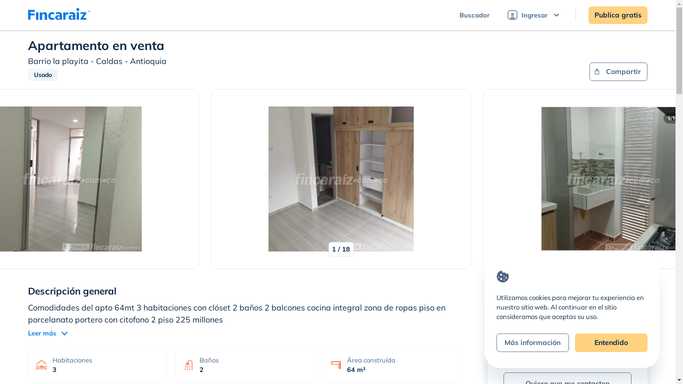 Fincaraiz
Buscador
Ingresar
Publica gratis
Apartamento en venta
Barrio la playita - Caldas - Antioquia
Usado
Compartir
fincaraiz
fincaraiz
fincaraiz
1 / 18
Descripción general
Comodidades del apto 64mt 3 habitaciones con clóset 2 baños 2 balcones cocina integral zona de ropas piso en
porcelanato portero con citofono 2 piso 225 millones
Leer más
Habitaciones
3
Baños
2
Área construida
64 m²
Utilizamos cookies para mejorar tu experiencia en
nuestro sitio web. Al continuar en el sitio
consideramos que aceptas su uso.
Más información
Entendido
Quiero que me contacten